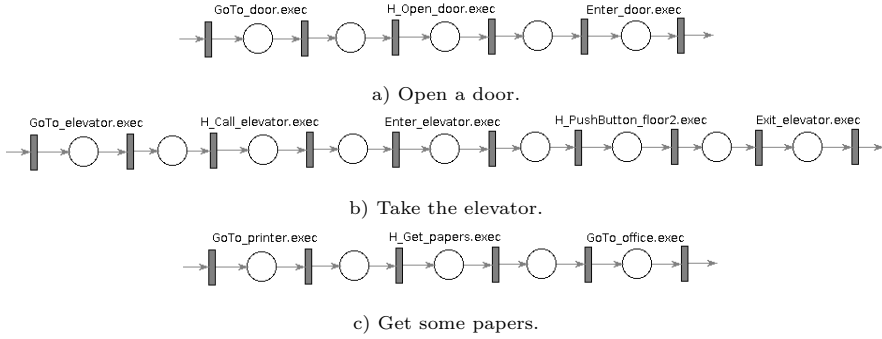 GoTo_door.exec H_Open_door.exec Enter_door.exec
a) Open a door.
GoTo_elevator.exec H_Call_elevator.exec Enter_elevator.exec H_PushButton_floor2.exec Exit_elevator.exec
b) Take the elevator.
GoTo_printer.exec H_Get_papers.exec GoTo_office.exec
c) Get some papers.